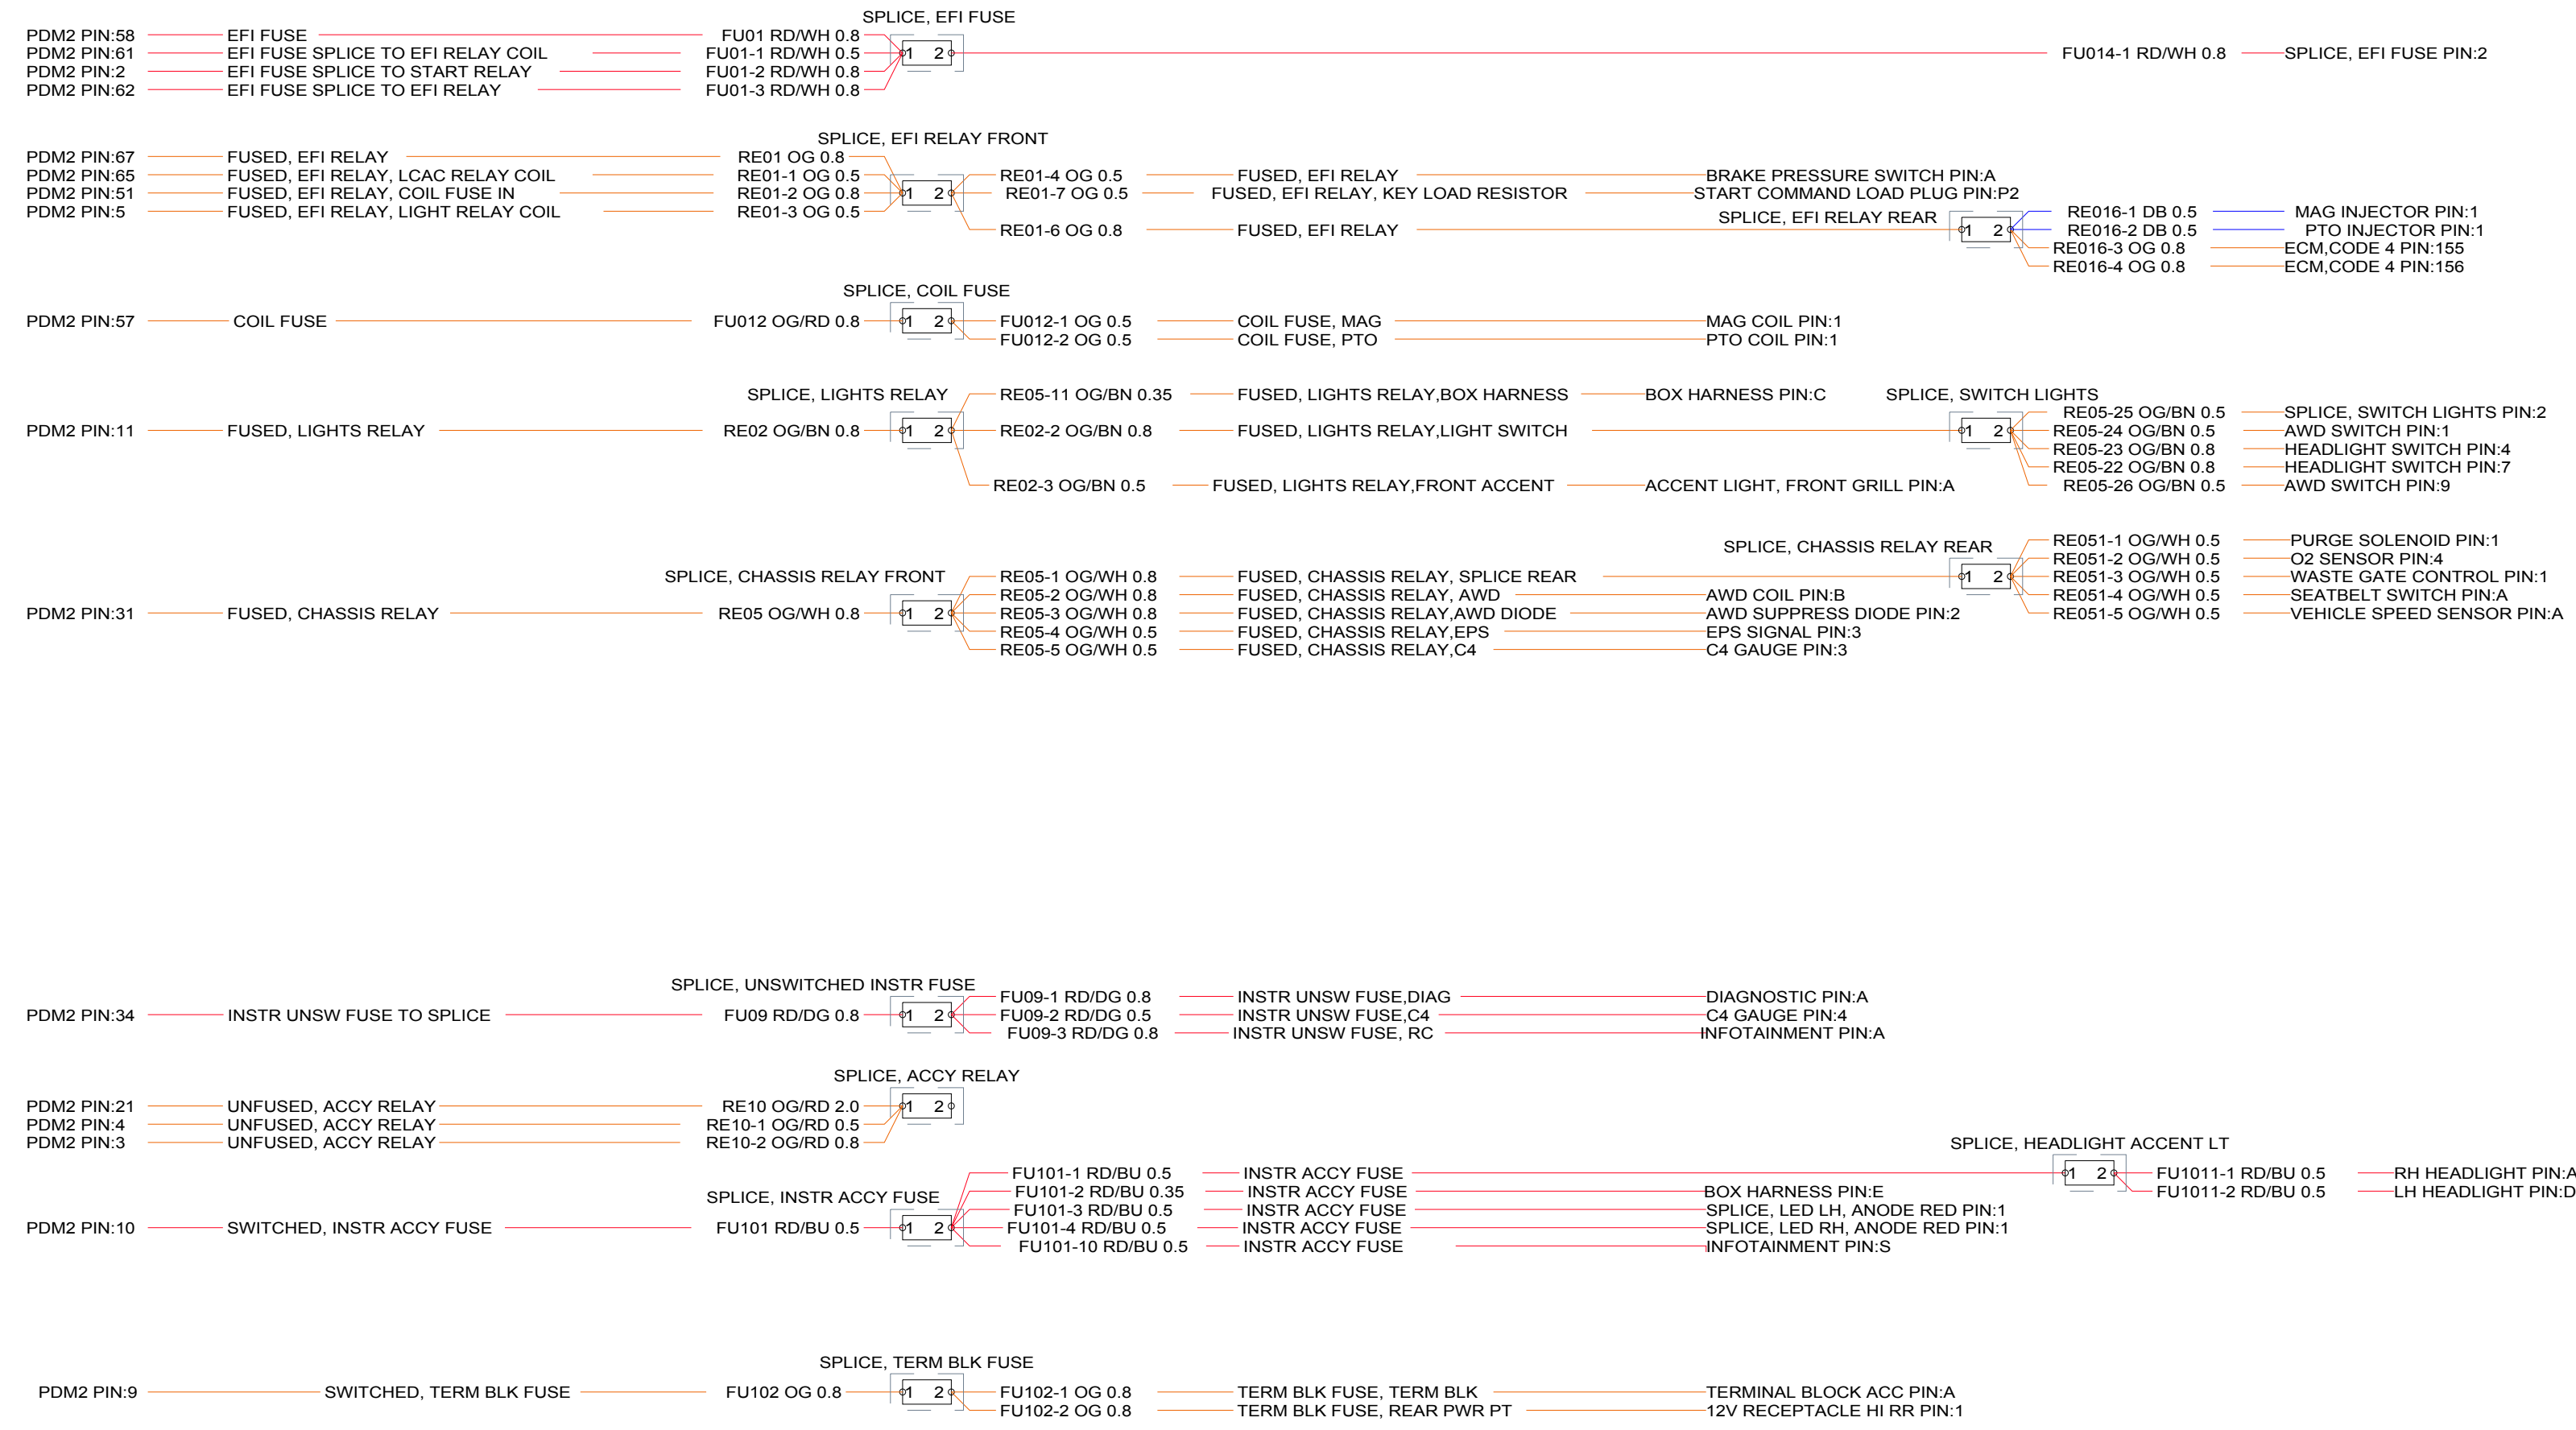 SPLICE, EFI FUSE
PDM2 PIN:58 EFI FUSE FU01 RD/WH 0.8
PDM2 PIN:61 EFI FUSE SPLICE TO EFI RELAY COIL FU01-1 RD/WH 0.5 1 2 FU014-1 RD/WH 0.8 SPLICE, EFI FUSE PIN:2
PDM2 PIN:2 EFI FUSE SPLICE TO START RELAY FU01-2 RD/WH 0.8
PDM2 PIN:62 EFI FUSE SPLICE TO EFI RELAY FU01-3 RD/WH 0.8
SPLICE, EFI RELAY FRONT
PDM2 PIN:67 FUSED, EFI RELAY RE01 OG 0.8
PDM2 PIN:65 FUSED, EFI RELAY, LCAC RELAY COIL RE01-1 OG 0.5 RE01-4 OG 0.5 FUSED, EFI RELAY BRAKE PRESSURE SWITCH PIN:A
PDM2 PIN:51 FUSED, EFI RELAY, COIL FUSE IN RE01-2 OG 0.8 1 2 RE01-7 OG 0.5 FUSED, EFI RELAY, KEY LOAD RESISTOR START COMMAND LOAD PLUG PIN:P2
PDM2 PIN:5 FUSED, EFI RELAY, LIGHT RELAY COIL RE01-3 OG 0.5 RE016-1 DB 0.5 MAG INJECTOR PIN:1
SPLICE, EFI RELAY REAR
RE01-6 OG 0.8 FUSED, EFI RELAY 1 2 RE016-2 DB 0.5 PTO INJECTOR PIN:1
RE016-3 OG 0.8 ECM,CODE 4 PIN:155
RE016-4 OG 0.8 ECM,CODE 4 PIN:156
SPLICE, COIL FUSE
PDM2 PIN:57 COIL FUSE FU012 OG/RD 0.8 1 2 FU012-1 OG 0.5 COIL FUSE, MAG MAG COIL PIN:1
FU012-2 OG 0.5 COIL FUSE, PTO PTO COIL PIN:1
SPLICE, LIGHTS RELAY RE05-11 OG/BN 0.35 FUSED, LIGHTS RELAY,BOX HARNESS BOX HARNESS PIN:C SPLICE, SWITCH LIGHTS
RE05-25 OG/BN 0.5 SPLICE, SWITCH LIGHTS PIN:2
PDM2 PIN:11 FUSED, LIGHTS RELAY RE02 OG/BN 0.8 1 2 RE02-2 OG/BN 0.8 FUSED, LIGHTS RELAY,LIGHT SWITCH 1 2 RE05-24 OG/BN 0.5 AWD SWITCH PIN:1
RE05-23 OG/BN 0.8 HEADLIGHT SWITCH PIN:4
RE05-22 OG/BN 0.8 HEADLIGHT SWITCH PIN:7
RE02-3 OG/BN 0.5 FUSED, LIGHTS RELAY,FRONT ACCENT ACCENT LIGHT, FRONT GRILL PIN:A RE05-26 OG/BN 0.5 AWD SWITCH PIN:9
RE051-1 OG/WH 0.5 PURGE SOLENOID PIN:1
SPLICE, CHASSIS RELAY REAR
RE051-2 OG/WH 0.5 O2 SENSOR PIN:4
SPLICE, CHASSIS RELAY FRONT RE05-1 OG/WH 0.8 FUSED, CHASSIS RELAY, SPLICE REAR 1 2 RE051-3 OG/WH 0.5 WASTE GATE CONTROL PIN:1
RE05-2 OG/WH 0.8 FUSED, CHASSIS RELAY, AWD AWD COIL PIN:B RE051-4 OG/WH 0.5 SEATBELT SWITCH PIN:A
PDM2 PIN:31 FUSED, CHASSIS RELAY RE05 OG/WH 0.8 1 2 RE05-3 OG/WH 0.8 FUSED, CHASSIS RELAY,AWD DIODE AWD SUPPRESS DIODE PIN:2 RE051-5 OG/WH 0.5 VEHICLE SPEED SENSOR PIN:A
RE05-4 OG/WH 0.5 FUSED, CHASSIS RELAY,EPS EPS SIGNAL PIN:3
RE05-5 OG/WH 0.5 FUSED, CHASSIS RELAY,C4 C4 GAUGE PIN:3
SPLICE, UNSWITCHED INSTR FUSE
FU09-1 RD/DG 0.8 INSTR UNSW FUSE,DIAG DIAGNOSTIC PIN:A
PDM2 PIN:34 INSTR UNSW FUSE TO SPLICE FU09 RD/DG 0.8 1 2 FU09-2 RD/DG 0.5 INSTR UNSW FUSE,C4 C4 GAUGE PIN:4
FU09-3 RD/DG 0.8 INSTR UNSW FUSE, RC INFOTAINMENT PIN:A
SPLICE, ACCY RELAY
PDM2 PIN:21 UNFUSED, ACCY RELAY RE10 OG/RD 2.0 1 2
PDM2 PIN:4 UNFUSED, ACCY RELAY RE10-1 OG/RD 0.5
PDM2 PIN:3 UNFUSED, ACCY RELAY RE10-2 OG/RD 0.8
SPLICE, HEADLIGHT ACCENT LT
FU101-1 RD/BU 0.5 INSTR ACCY FUSE 1 2 FU1011-1 RD/BU 0.5 RH HEADLIGHT PIN:A
SPLICE, INSTR ACCY FUSE FU101-2 RD/BU 0.35 INSTR ACCY FUSE BOX HARNESS PIN:E FU1011-2 RD/BU 0.5 LH HEADLIGHT PIN:D
FU101-3 RD/BU 0.5 INSTR ACCY FUSE SPLICE, LED LH, ANODE RED PIN:1
PDM2 PIN:10 SWITCHED, INSTR ACCY FUSE FU101 RD/BU 0.5 1 2 FU101-4 RD/BU 0.5 INSTR ACCY FUSE SPLICE, LED RH, ANODE RED PIN:1
FU101-10 RD/BU 0.5 INSTR ACCY FUSE INFOTAINMENT PIN:S
SPLICE, TERM BLK FUSE
PDM2 PIN:9 SWITCHED, TERM BLK FUSE FU102 OG 0.8 1 2 FU102-1 OG 0.8 TERM BLK FUSE, TERM BLK TERMINAL BLOCK ACC PIN:A
FU102-2 OG 0.8 TERM BLK FUSE, REAR PWR PT 12V RECEPTACLE HI RR PIN:1